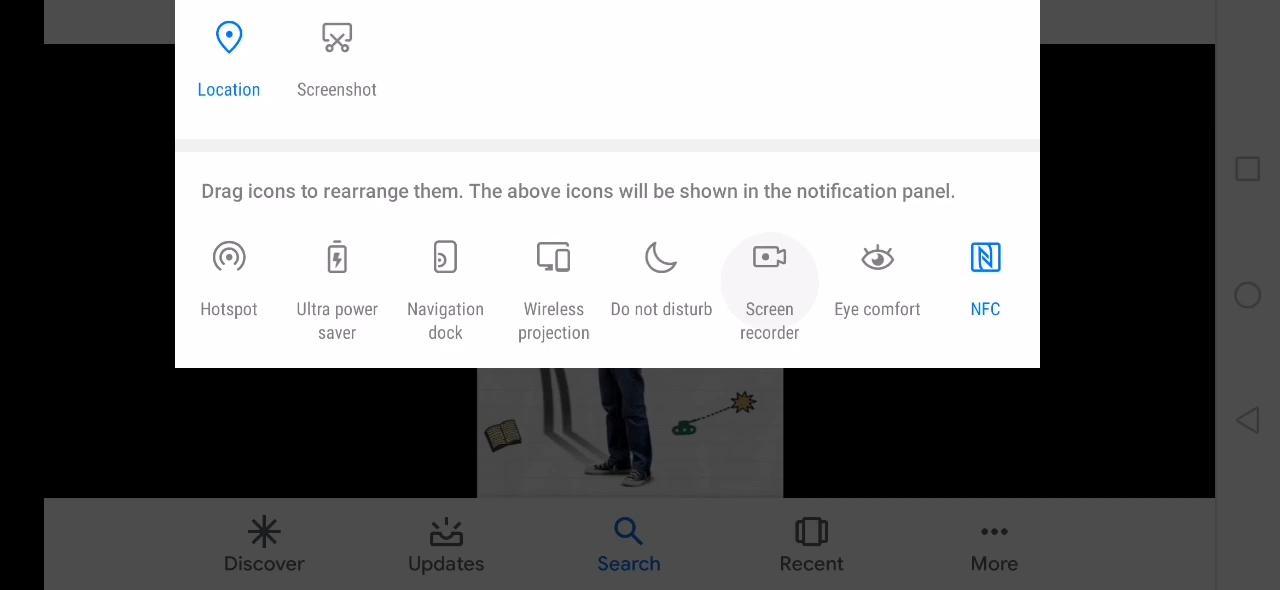 Location Screenshot
Drag icons to rearrange them. The above icons will be shown in the notification panel.
Hotspot
Ultra power
saver
Navigation
dock
Wireless
projection
Do not disturb
Screen
recorder
Eye comfort
NFC
Discover Updates Search Recent More